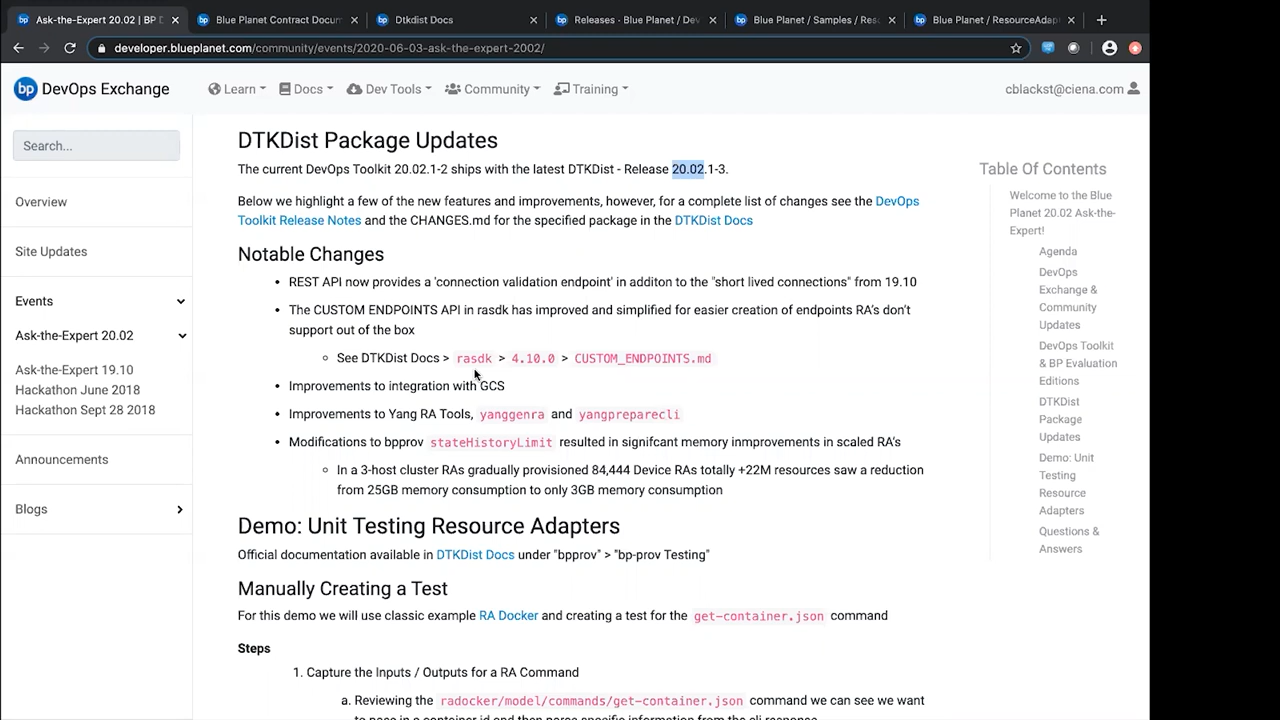 Ask-the-Expert 20.02 | BP D
Blue Planet Contract Docum
Dtkdist Docs
Releases · Blue Planet / Dev
Blue Planet / Samples / Res
Blue Planet / ResourceAdap
developer.blueplanet.com/community/events/2020-06-03-ask-the-expert-2002/
bp DevOps Exchange
Learn
Docs
Dev Tools
Community
Training
cblackst@ciena.com
Search...
Overview
Site Updates
Events
Ask-the-Expert 20.02
Ask-the-Expert 19.10
Hackathon June 2018
Hackathon Sept 28 2018
Announcements
Blogs
DTKDist Package Updates
The current DevOps Toolkit 20.02.1-2 ships with the latest DTKDist - Release 20.02.1-3.
Below we highlight a few of the new features and improvements, however, for a complete list of changes see the DevOps
Toolkit Release Notes and the CHANGES.md for the specified package in the DTKDist Docs
Notable Changes
• REST API now provides a 'connection validation endpoint' in additon to the "short lived connections" from 19.10
• The CUSTOM ENDPOINTS API in rasdk has improved and simplified for easier creation of endpoints RA's don't
support out of the box
◦ See DTKDist Docs > rasdk > 4.10.0 > CUSTOM_ENDPOINTS.md
• Improvements to integration with GCS
• Improvements to Yang RA Tools, yanggenra and yangpreparecli
• Modifications to bpprov stateHistoryLimit resulted in signifcant memory inmprovements in scaled RA's
◦ In a 3-host cluster RAs gradually provisioned 84,444 Device RAs totally +22M resources saw a reduction
from 25GB memory consumption to only 3GB memory consumption
Demo: Unit Testing Resource Adapters
Official documentation available in DTKDist Docs under "bpprov" > "bp-prov Testing"
Manually Creating a Test
For this demo we will use classic example RA Docker and creating a test for the get-container.json command
Steps
1. Capture the Inputs / Outputs for a RA Command
a. Reviewing the radocker/model/commands/get-container.json command we can see we want
to pass in a container id and then parse specific information from the cli response
Table Of Contents
Welcome to the Blue
Planet 20.02 Ask-the-
Expert!
Agenda
DevOps
Exchange &
Community
Updates
DevOps Toolkit
& BP Evaluation
Editions
DTKDist
Package
Updates
Demo: Unit
Testing
Resource
Adapters
Questions &
Answers